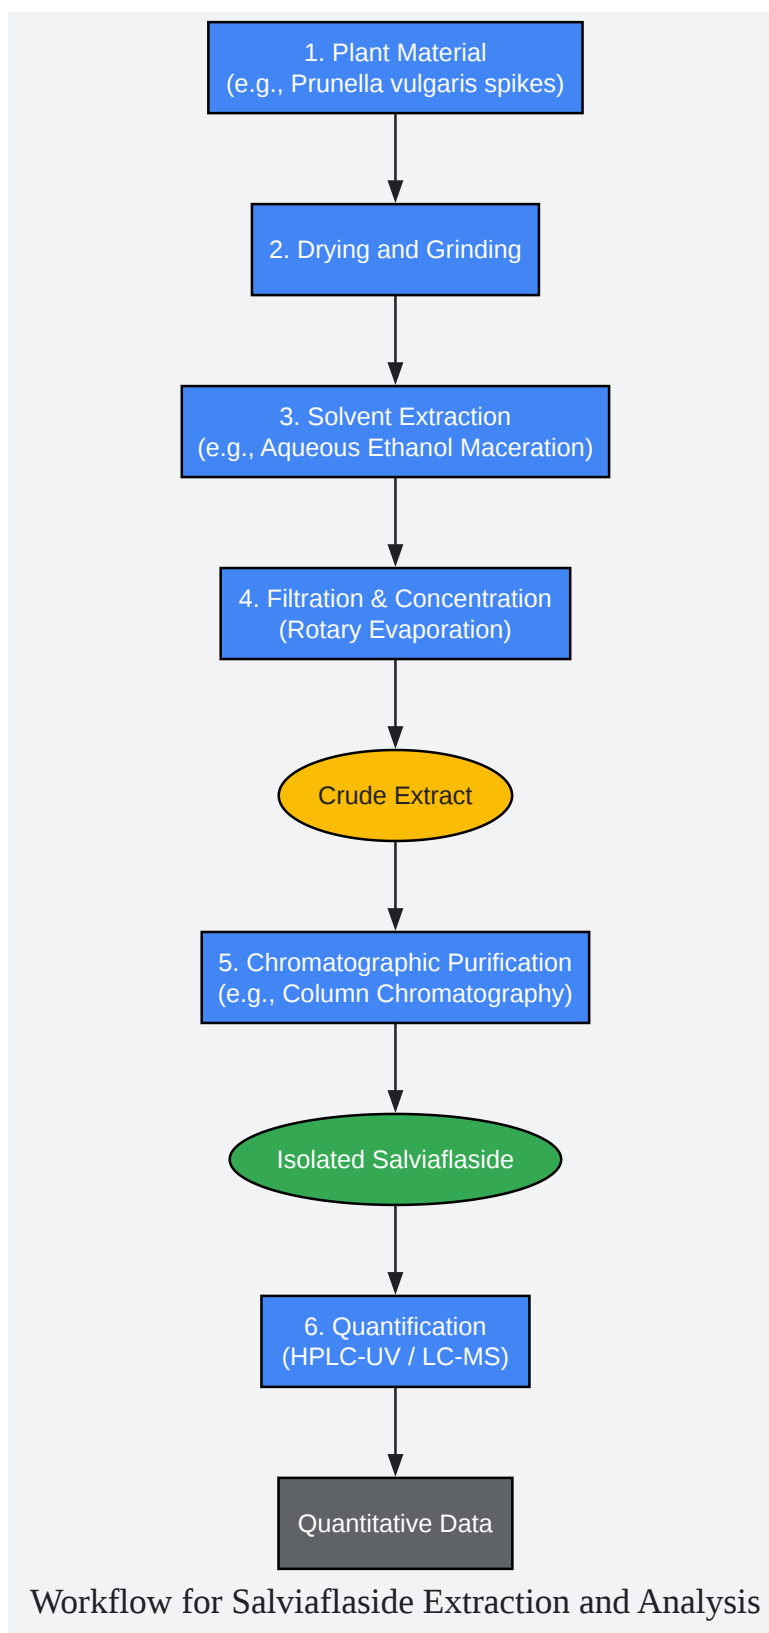 1. Plant Material
(e.g., Prunella vulgaris spikes)
2. Drying and Grinding
3. Solvent Extraction
(e.g., Aqueous Ethanol Maceration)
4. Filtration & Concentration
(Rotary Evaporation)
Crude Extract
5. Chromatographic Purification
(e.g., Column Chromatography)
Isolated Salviaflaside
6. Quantification
(HPLC-UV / LC-MS)
Quantitative Data
Workflow for Salviaflaside Extraction and Analysis